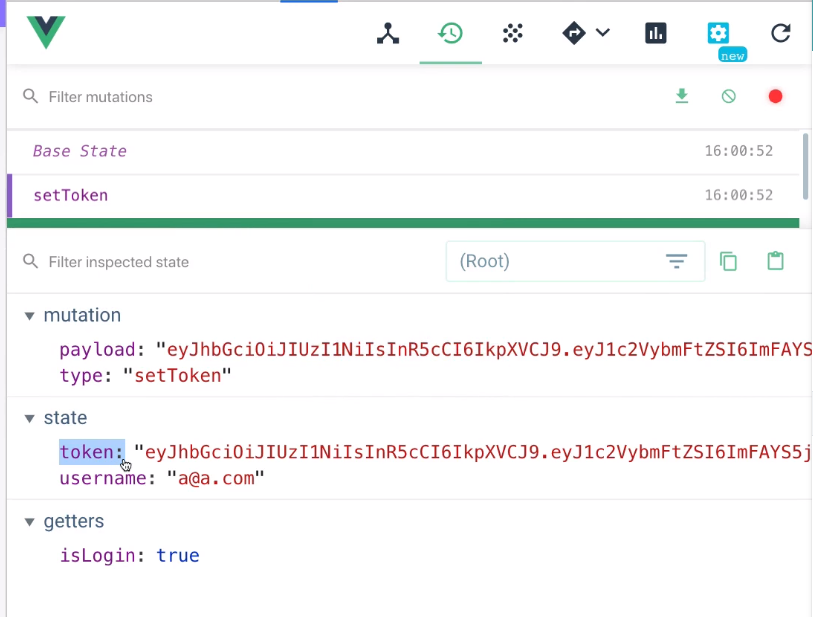 new
Filter mutations
Base State 16:00:52
setToken 16:00:52
Filter inspected state (Root)
mutation
payload: "eyJhbGciOiJIUzI1NiIsInR5cCI6IkpXVCJ9.eyJ1c2VybmFtZSI6ImFAYS
type: "setToken"
state
token: "eyJhbGciOiJIUzI1NiIsInR5cCI6IkpXVCJ9.eyJ1c2VybmFtZSI6ImFAYS5j
username: "a@a.com"
getters
isLogin: true